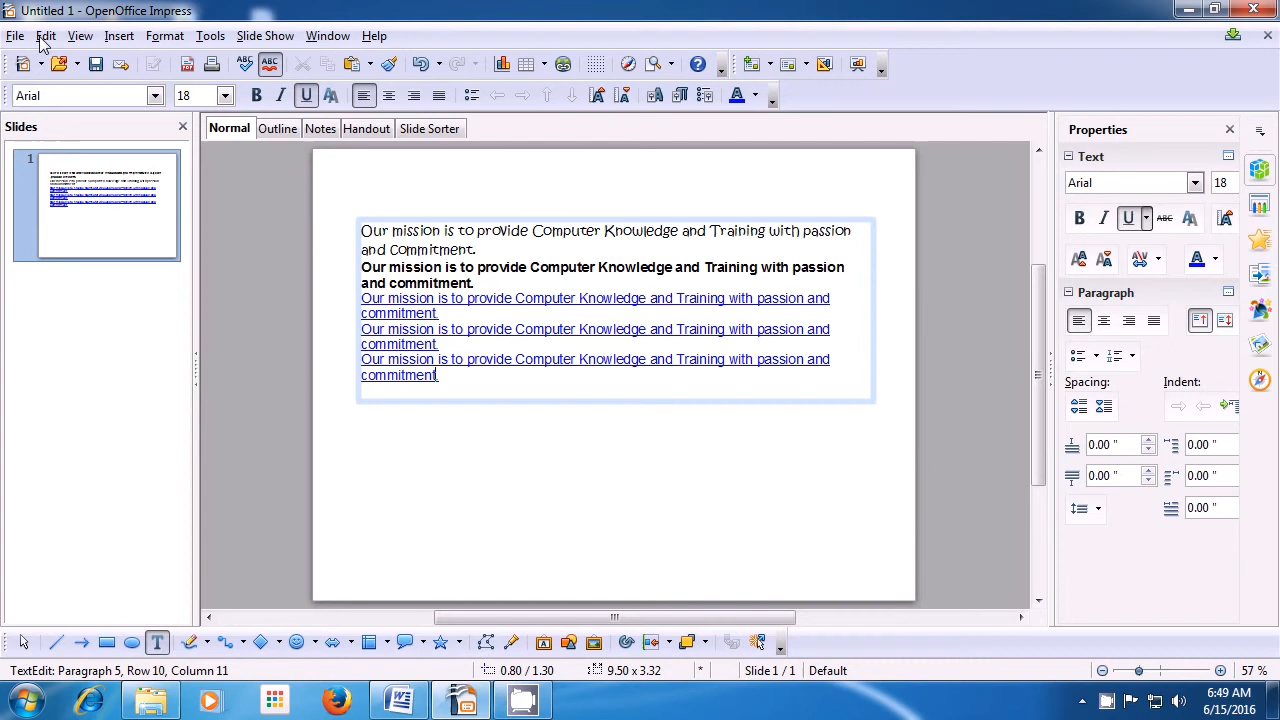 Untitled 1 - OpenOffice Impress
File Edit View Insert Format Tools Slide Show Window Help
Arial 18
Slides
Normal Outline Notes Handout Slide Sorter
Properties
1
Text
Arial 18
Our mission is to provide Computer Knowledge and Training with passion
and Commitment.
Our mission is to provide Computer Knowledge and Training with passion
and commitment.
Our mission is to provide Computer Knowledge and Training with passion and
commitment.
Our mission is to provide Computer Knowledge and Training with passion and
commitment.
Our mission is to provide Computer Knowledge and Training with passion and
commitment.
Paragraph
Spacing: Indent:
0.00 " 0.00 "
0.00 " 0.00 "
0.00 "
TextEdit: Paragraph 5, Row 10, Column 11 0.80 / 1.30 9.50 x 3.32 * Slide 1 / 1 Default 57 %
6:49 AM
6/15/2016